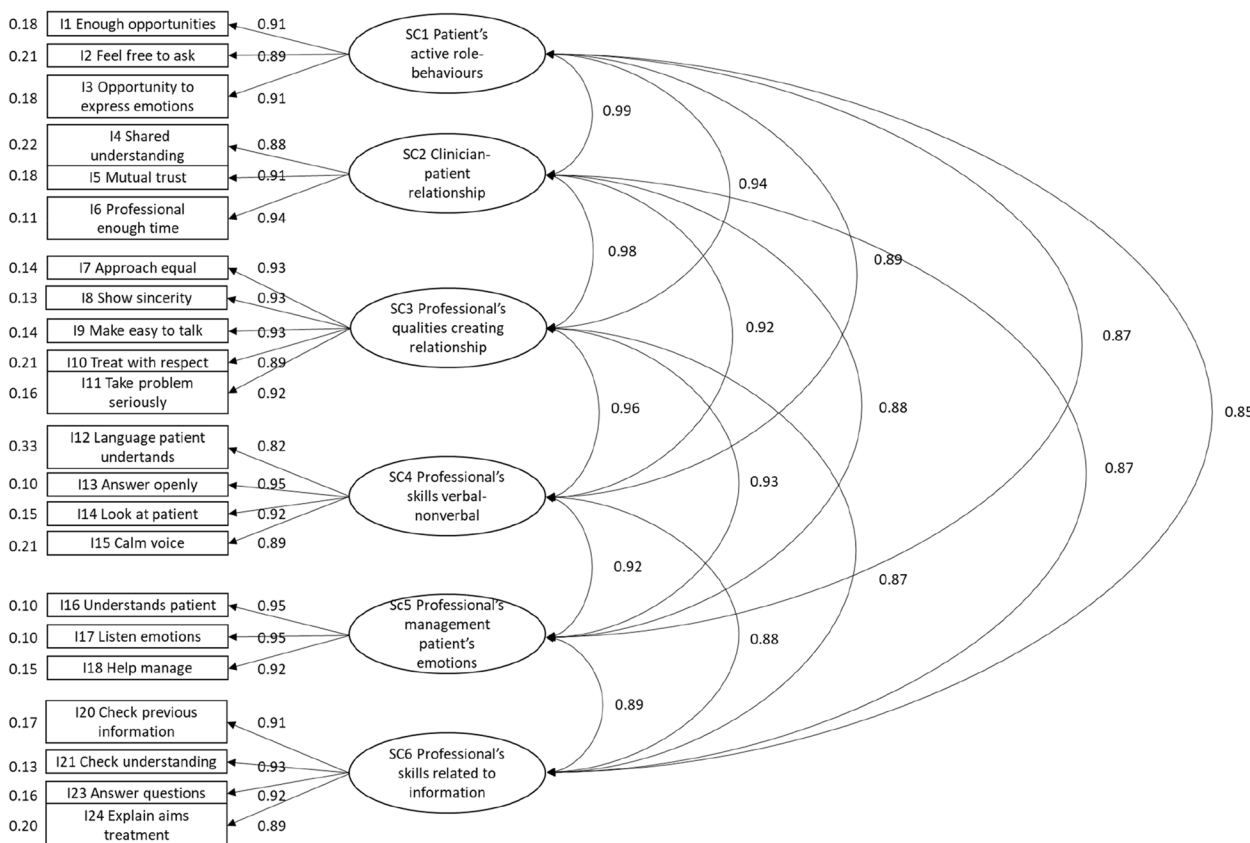 0.18
I1 Enough opportunities
0.91
0.21
I2 Feel free to ask
0.89
0.18
I3 Opportunity to
express emotions
0.91
SC1 Patient's
active role-
behaviours
0.99
0.22
I4 Shared
understanding
0.88
0.18
I5 Mutual trust
0.91
0.11
I6 Professional
enough time
0.94
SC2 Clinician-
patient
relationship
0.94
0.98
0.14
I7 Approach equal
0.93
0.13
I8 Show sincerity
0.93
0.14
I9 Make easy to talk
0.93
0.21
I10 Treat with respect
0.89
0.16
I11 Take problem
seriously
0.92
SC3 Professional's
qualities creating
relationship
0.89
0.92
0.87
0.96
0.88
0.85
0.33
I12 Language patient
undertands
0.82
0.10
I13 Answer openly
0.95
0.15
I14 Look at patient
0.92
0.21
I15 Calm voice
0.89
SC4 Professional's
skills verbal-
nonverbal
0.93
0.87
0.92
0.87
0.10
I16 Understands patient
0.95
0.10
I17 Listen emotions
0.95
0.15
I18 Help manage
0.92
Sc5 Professional's
management
patient's
emotions
0.88
0.89
0.17
I20 Check previous
information
0.91
0.13
I21 Check understanding
0.93
0.16
I23 Answer questions
0.92
0.20
I24 Explain aims
treatment
0.89
SC6 Professional's
skills related to
information